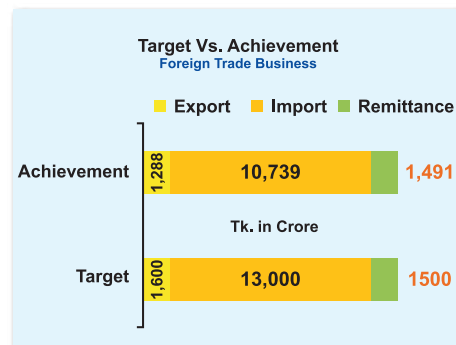 Target Vs. Achievement
Foreign Trade Business
Export Import Remittance
Achievement 1,288 10,739 1,491
Tk. in Crore
Target 1,600 13,000 1500